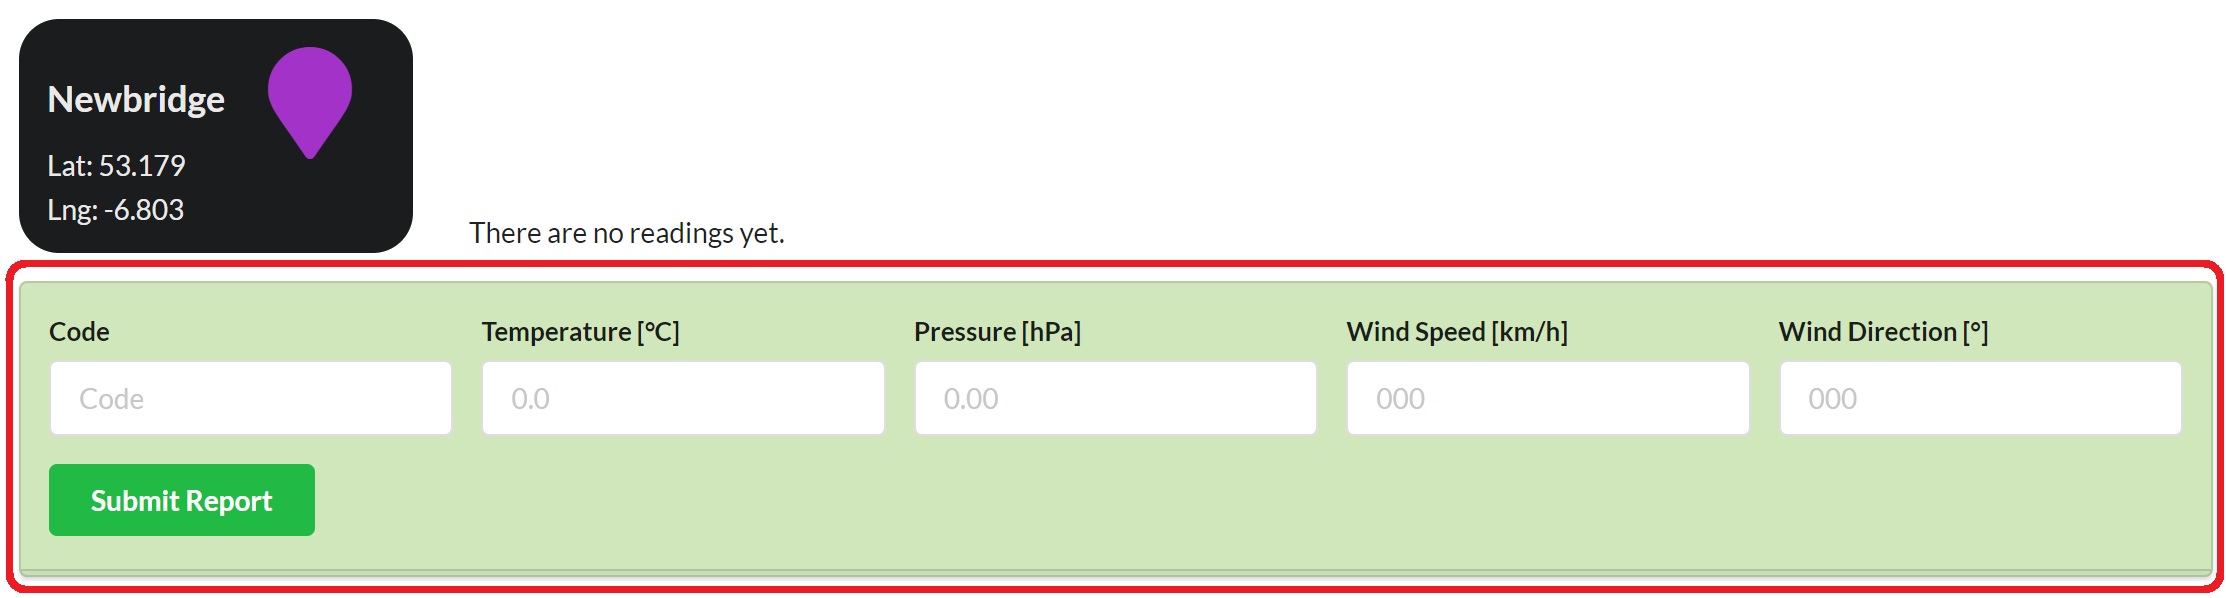 Newbridge
Lat: 53.179
Lng: -6.803
There are no readings yet.
Code Temperature [°C] Pressure [hPa] Wind Speed [km/h] Wind Direction [°]
Code 0.0 0.00 000 000
Submit Report